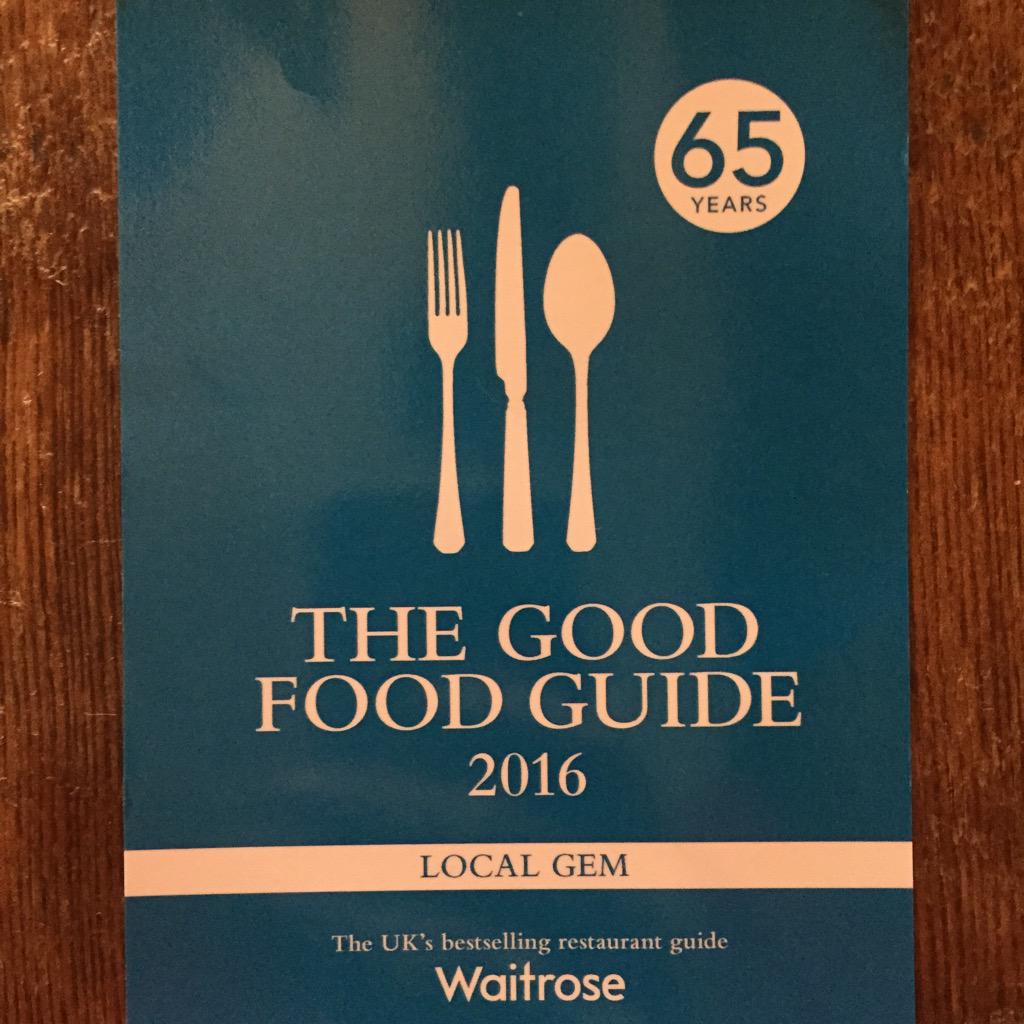 65
YEARS
THE GOOD
FOOD GUIDE
2016
LOCAL GEM
The UK's bestselling restaurant guide
Waitrose